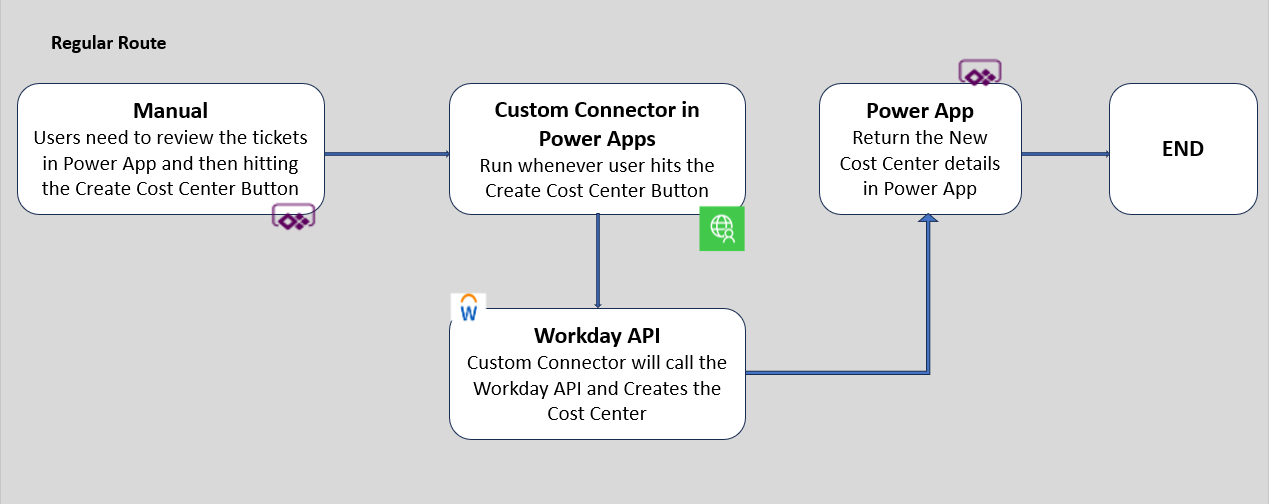 Regular Route
Manual
Users need to review the tickets
in Power App and then hitting
the Create Cost Center Button
Custom Connector in
Power Apps
Run whenever user hits the
Create Cost Center Button
W
Workday API
Custom Connector will call the
Workday API and Creates the
Cost Center
Power App
Return the New
Cost Center details
in Power App
END